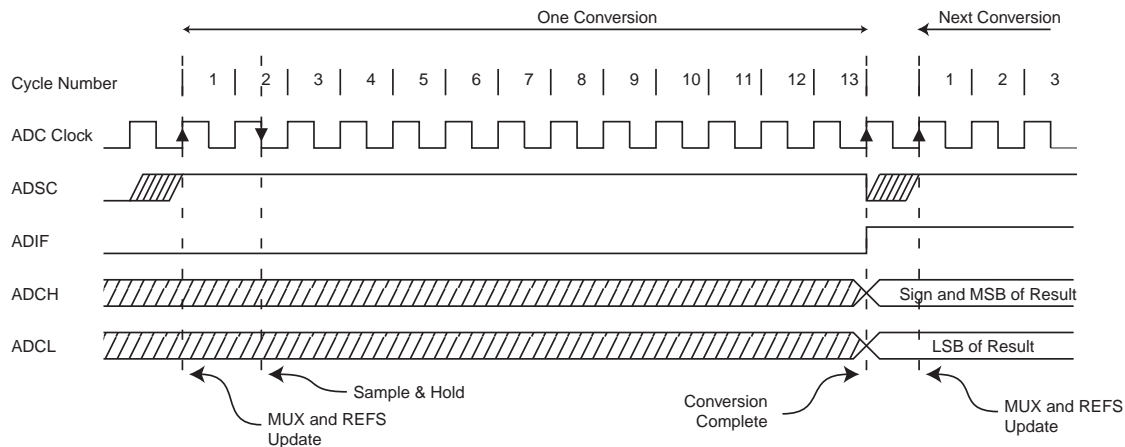 One Conversion
Next Conversion
Cycle Number 1 2 3 4 5 6 7 8 9 10 11 12 13 1 2 3
ADC Clock
ADSC
ADIF
ADCH Sign and MSB of Result
ADCL LSB of Result
Sample & Hold
MUX and REFS
Update
Conversion
Complete
MUX and REFS
Update